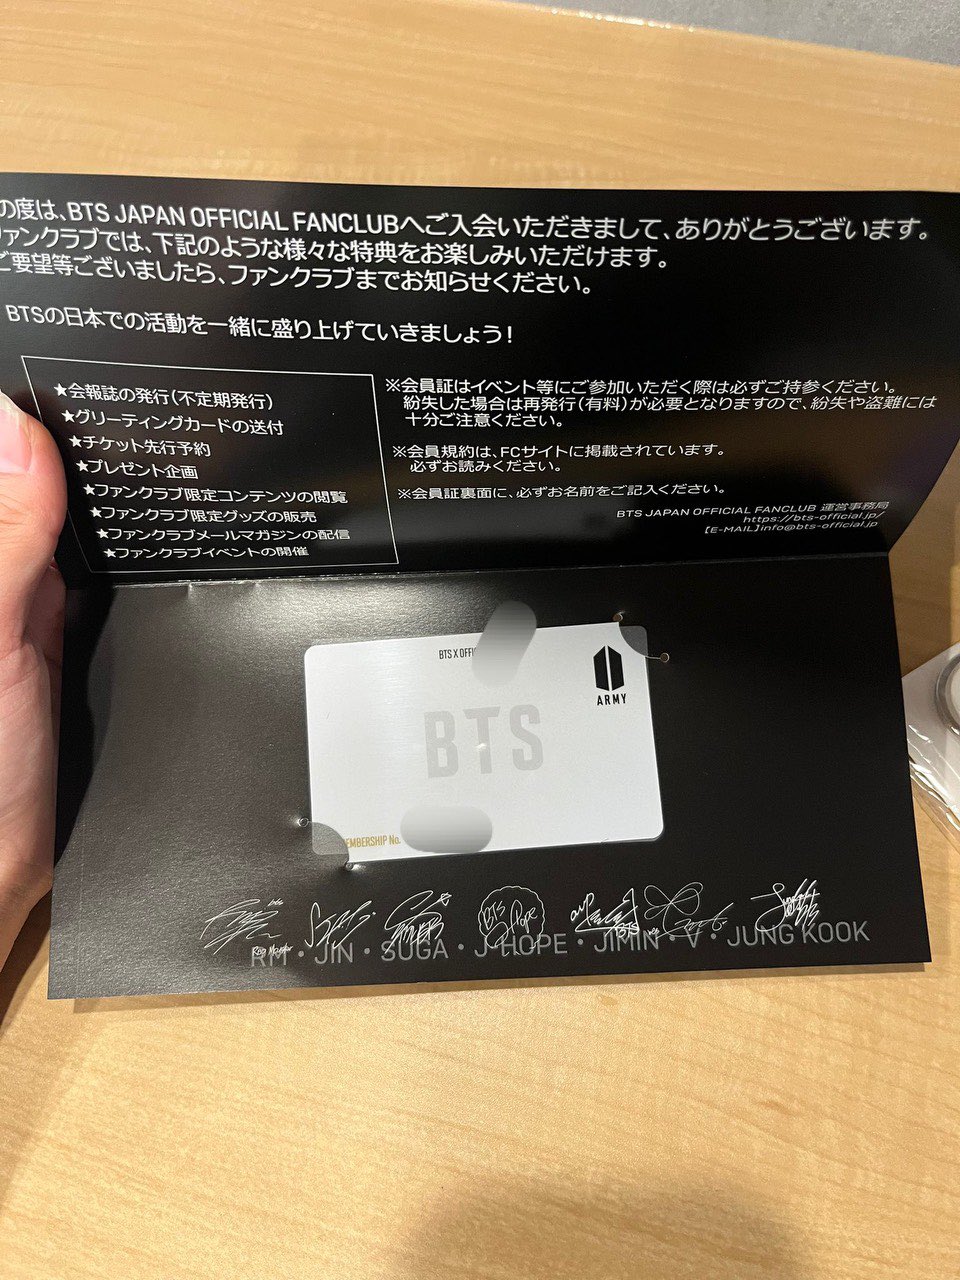 の度は、BTS JAPAN OFFICIAL FANCLUBへご入会いただきまして、ありがとうございます。
ファンクラブでは、下記のような様々な特典をお楽しみいただけます。
ご要望等ございましたら、ファンクラブまでお知らせください。
BTSの日本での活動を一緒に盛り上げていきましょう!
★会報誌の発行(不定期発行)
★グリーティングカードの送付
★チケット先行予約
★プレゼント企画
★ファンクラブ限定コンテンツの閲覧
★ファンクラブ限定グッズの販売
★ファンクラブメールマガジンの配信
★ファンクラブイベントの開催
※会員証はイベント等にご参加いただく際は必ずご持参ください。
紛失した場合は再発行(有料)が必要となりますので、紛失や盗難には
十分ご注意ください。
※会員規約は、FCサイトに掲載されています。
必ずお読みください。
※会員証裏面に、必ずお名前をご記入ください。
BTS JAPAN OFFICIAL FANCLUB 運営事務局
https://bts-official.jp/
【E-MAIL】info@bts-official.jp
BTS X
ARMY
BTS
EMBERSHIP No.
RM・JIN・SUGA・J-HOPE・JIMIN・V・JUNG KOOK